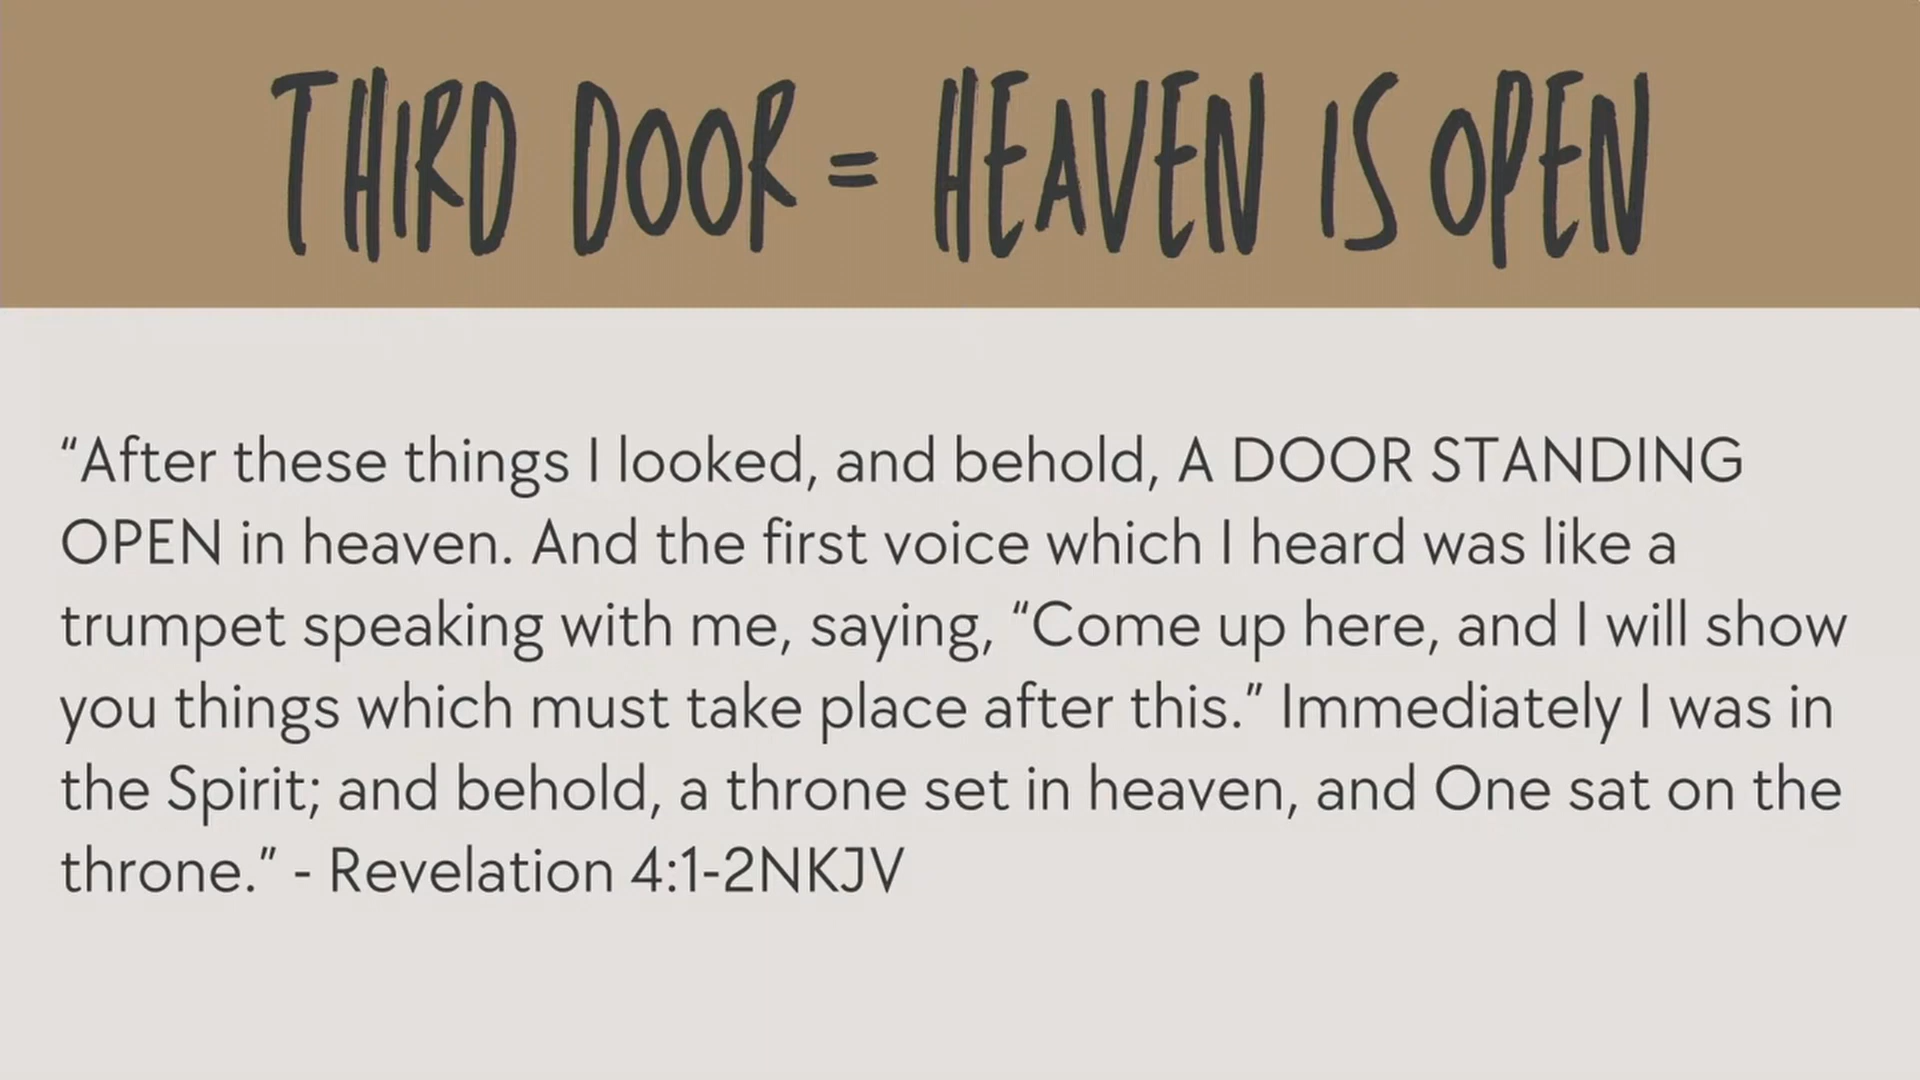 THIRD DOOR = HEAVEN IS OPEN
“After these things I looked, and behold, A DOOR STANDING
OPEN in heaven. And the first voice which I heard was like a
trumpet speaking with me, saying, “Come up here, and I will show
you things which must take place after this.” Immediately I was in
the Spirit; and behold, a throne set in heaven, and One sat on the
throne.” - Revelation 4:1-2NKJV